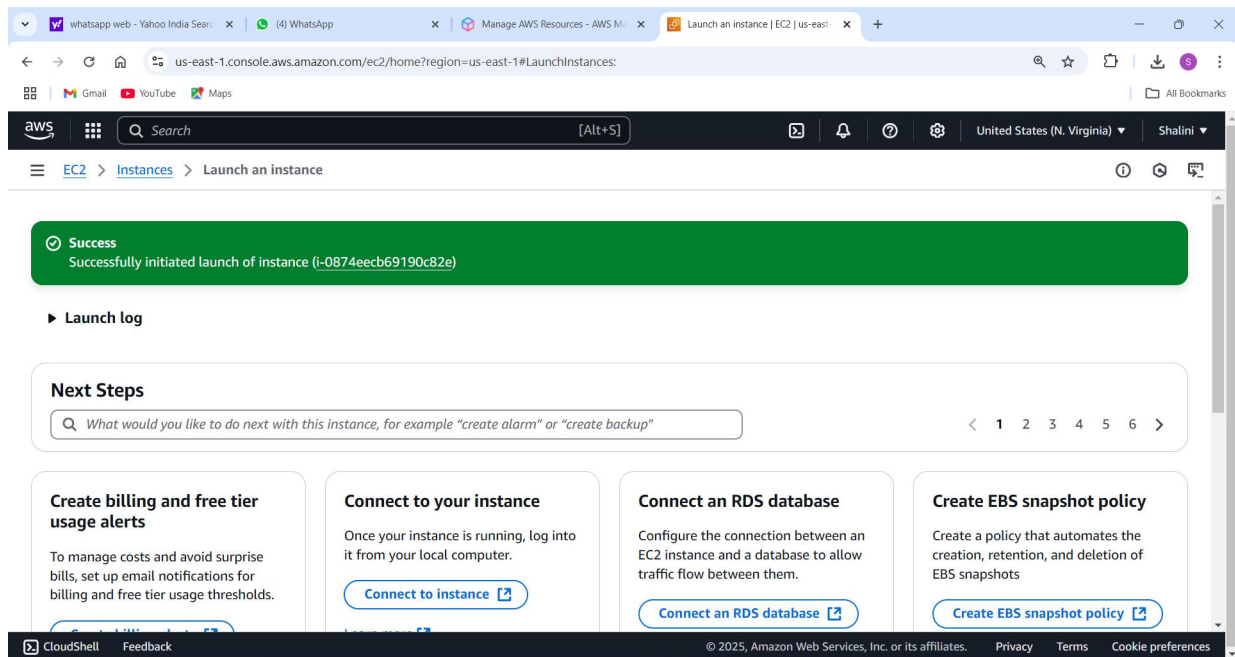 whatsapp web - Yahoo India Searc
(4) WhatsApp
Manage AWS Resources - AWS Ma
Launch an instance | EC2 | us-east-
us-east-1.console.aws.amazon.com/ec2/home?region=us-east-1#LaunchInstances:
S
Gmail YouTube Maps
All Bookmarks
aws
Search [Alt+S]
United States (N. Virginia) ▼
Shalini ▼
EC2 > Instances > Launch an instance
Success
Successfully initiated launch of instance (i-0874eecb69190c82e)
Launch log
Next Steps
What would you like to do next with this instance, for example "create alarm" or "create backup"
1 2 3 4 5 6
Create billing and free tier
usage alerts
To manage costs and avoid surprise
bills, set up email notifications for
billing and free tier usage thresholds.
Connect to your instance
Once your instance is running, log into
it from your local computer.
Connect to instance
Connect an RDS database
Configure the connection between an
EC2 instance and a database to allow
traffic flow between them.
Connect an RDS database
Create EBS snapshot policy
Create a policy that automates the
creation, retention, and deletion of
EBS snapshots
Create EBS snapshot policy
CloudShell Feedback
© 2025, Amazon Web Services, Inc. or its affiliates. Privacy Terms Cookie preferences